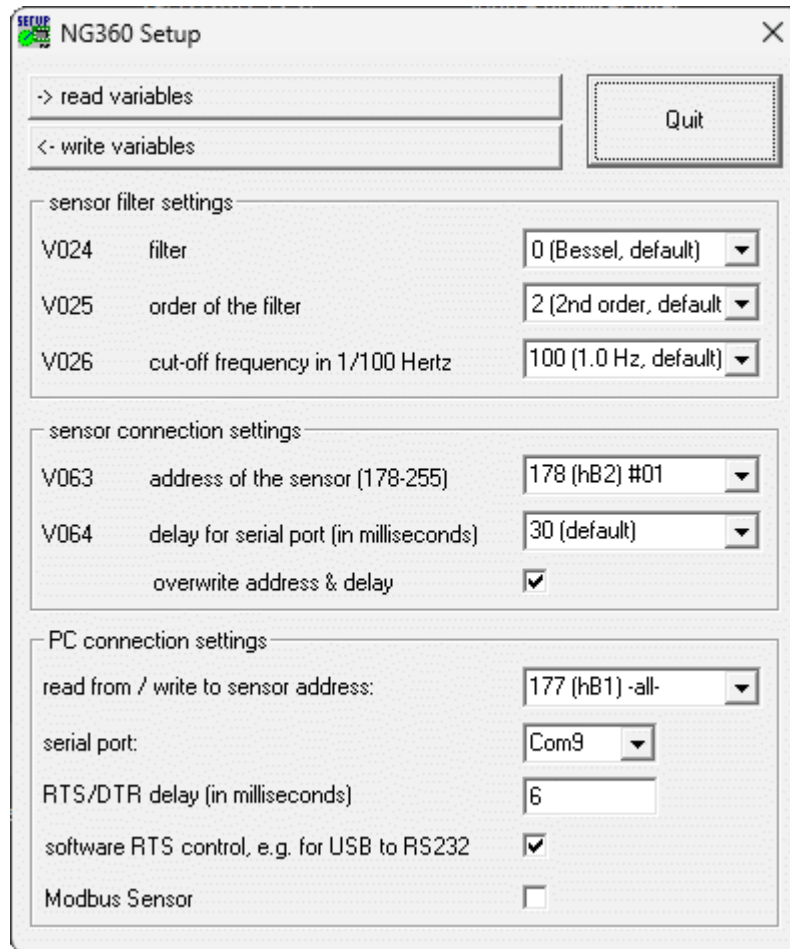 SETUP NG360 Setup
-> read variables
Quit
<- write variables
sensor filter settings
V024 filter 0 (Bessel, default)
V025 order of the filter 2 (2nd order, default
V026 cut-off frequency in 1/100 Hertz 100 (1.0 Hz, default)
sensor connection settings
V063 address of the sensor (178-255) 178 (hB2) #01
V064 delay for serial port (in milliseconds) 30 (default)
overwrite address & delay
PC connection settings
read from / write to sensor address: 177 (hB1) -all-
serial port: Com9
RTS/DTR delay (in milliseconds) 6
software RTS control, e.g. for USB to RS232
Modbus Sensor